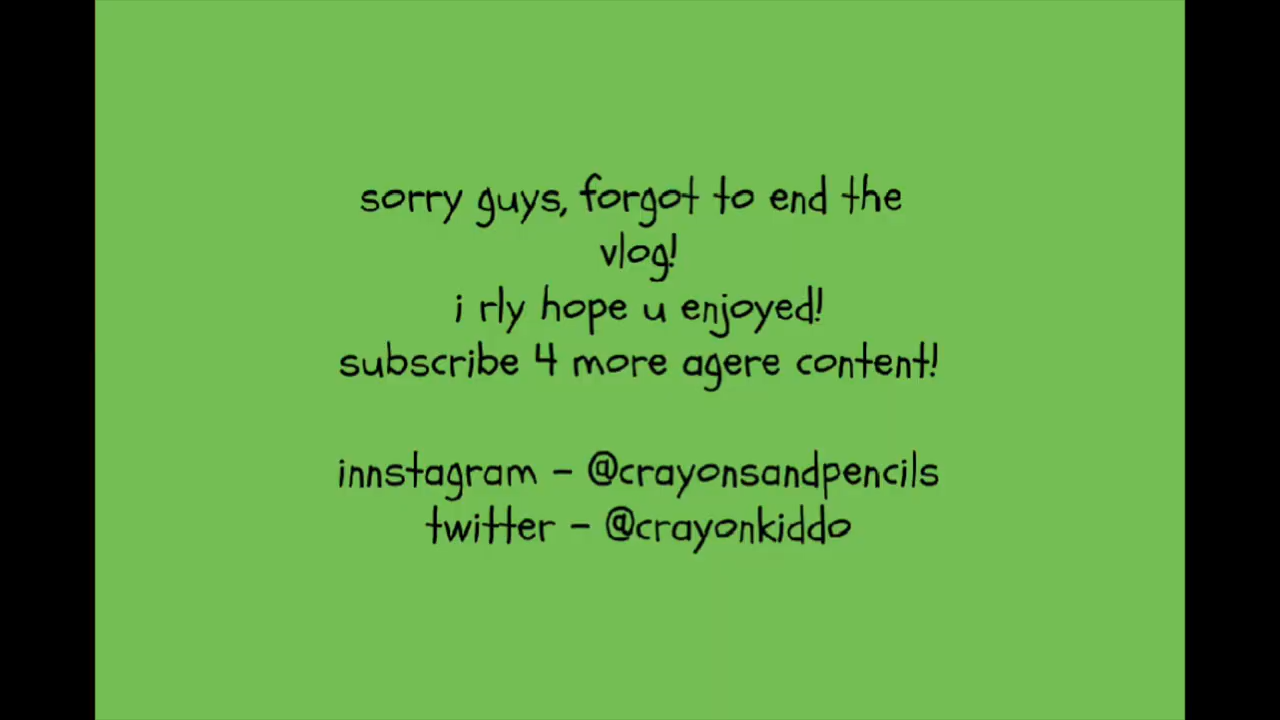 sorry guys, forgot to end the
vlog!
i rly hope u enjoyed!
subscribe 4 more agere content!
innstagram - @crayonsandpencils
twitter - @crayonkiddo